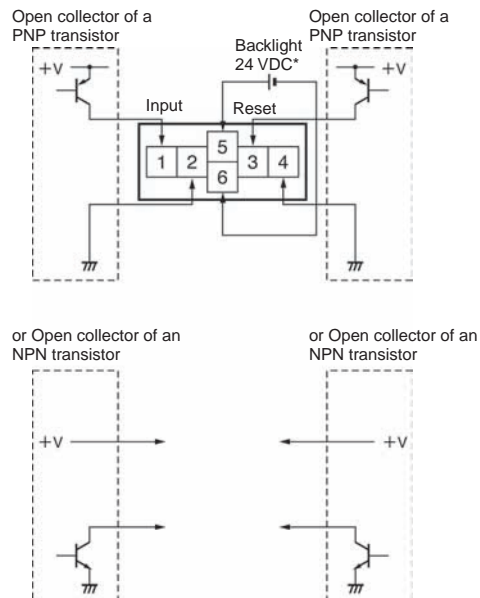 Open collector of a
PNP transistor
Open collector of a
PNP transistor
Backlight
24 VDC*
+V
+V
Input
Reset
1 2 5 6 3 4
or Open collector of an
NPN transistor
or Open collector of an
NPN transistor
+V
+V